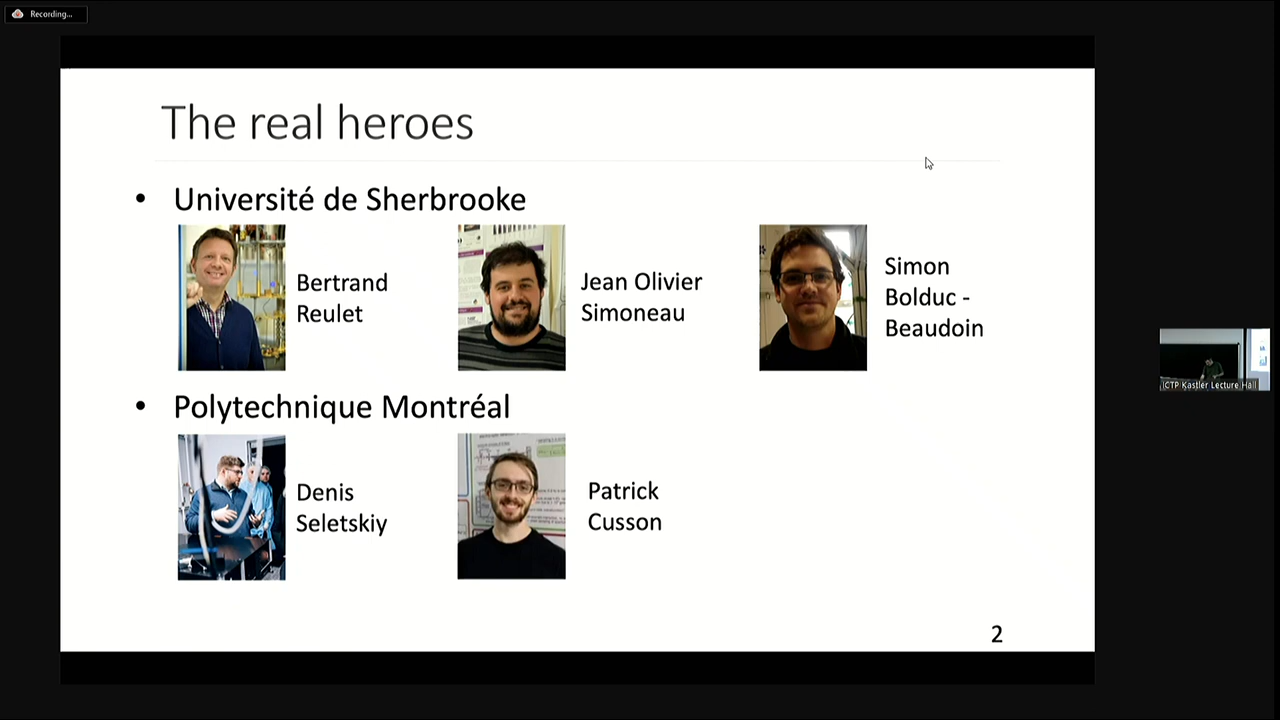 Recording...
The real heroes
• Université de Sherbrooke
Bertrand
Reulet
Jean Olivier
Simoneau
Simon
Bolduc -
Beaudoin
ICTP Kastler Lecture Hall
• Polytechnique Montréal
Denis
Seletskiy
Patrick
Cusson
2